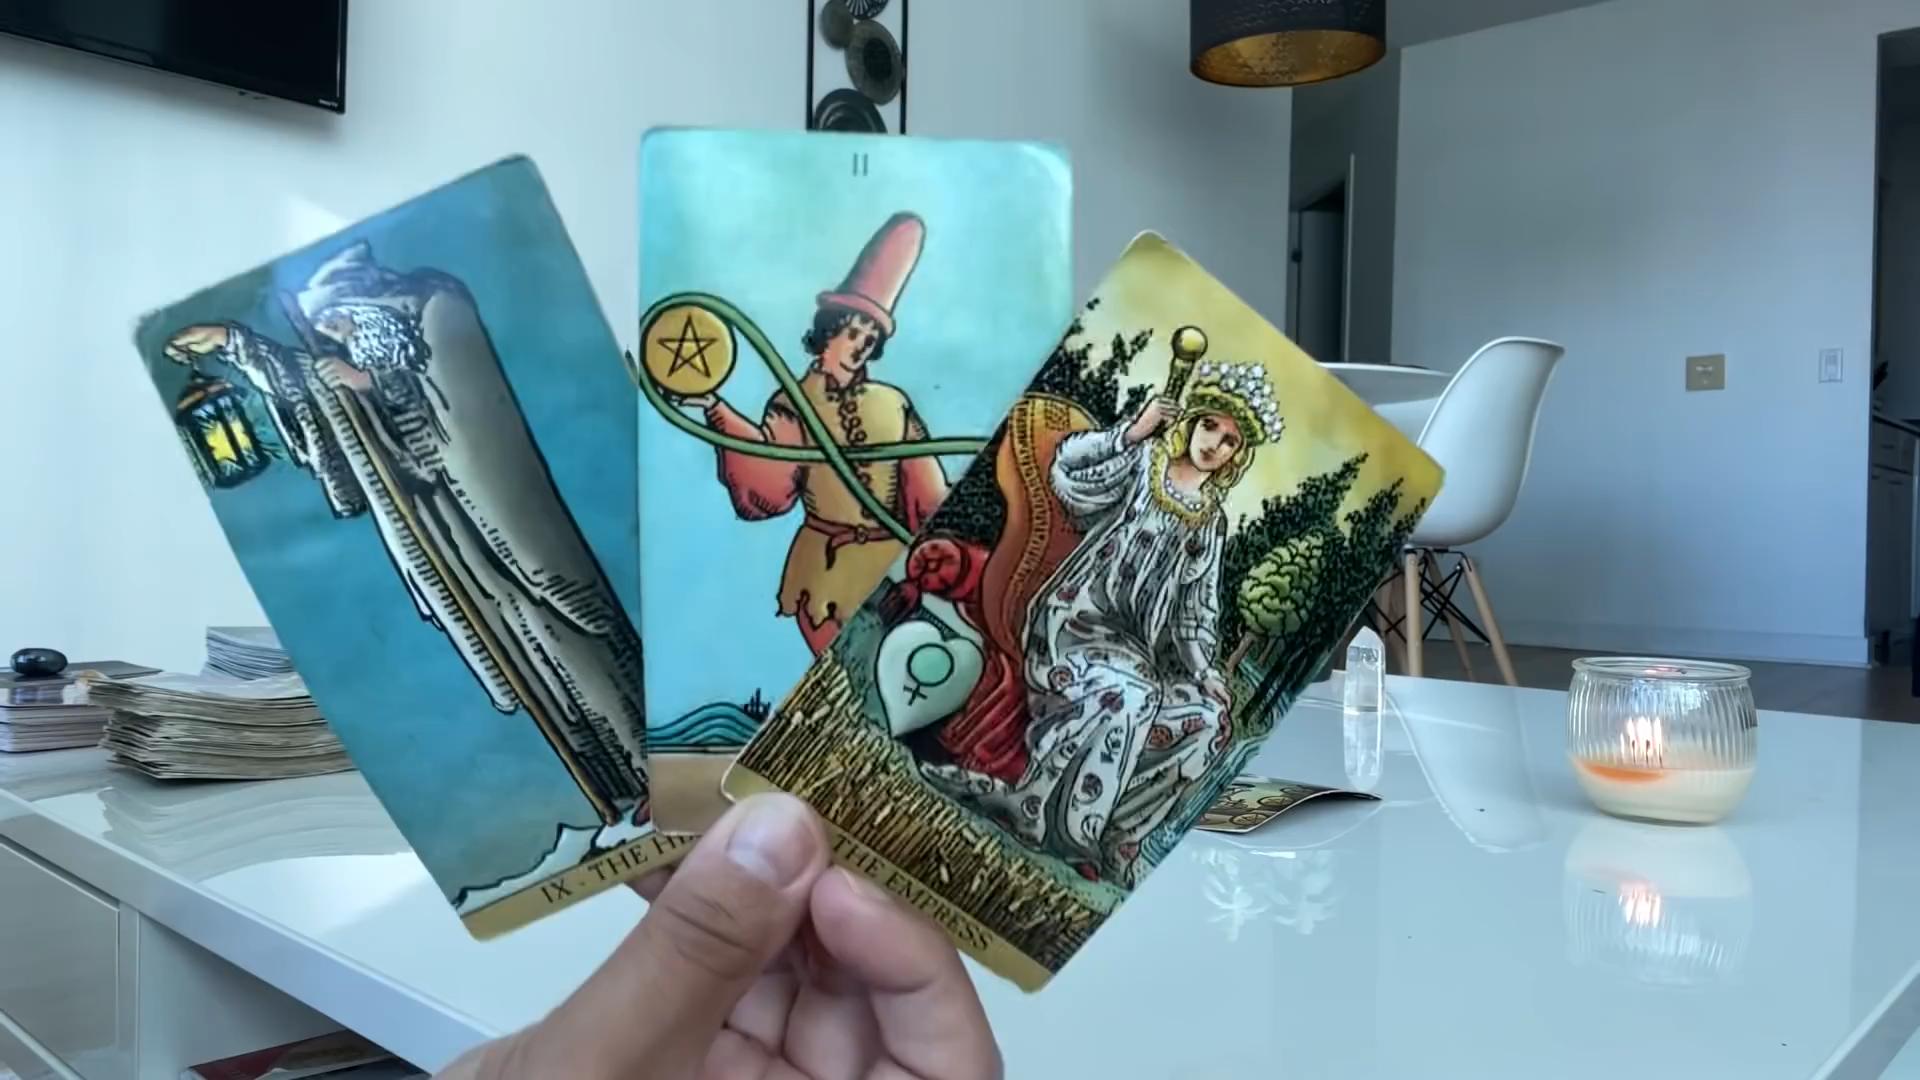 II
IX · THE HE
THE EMPRESS